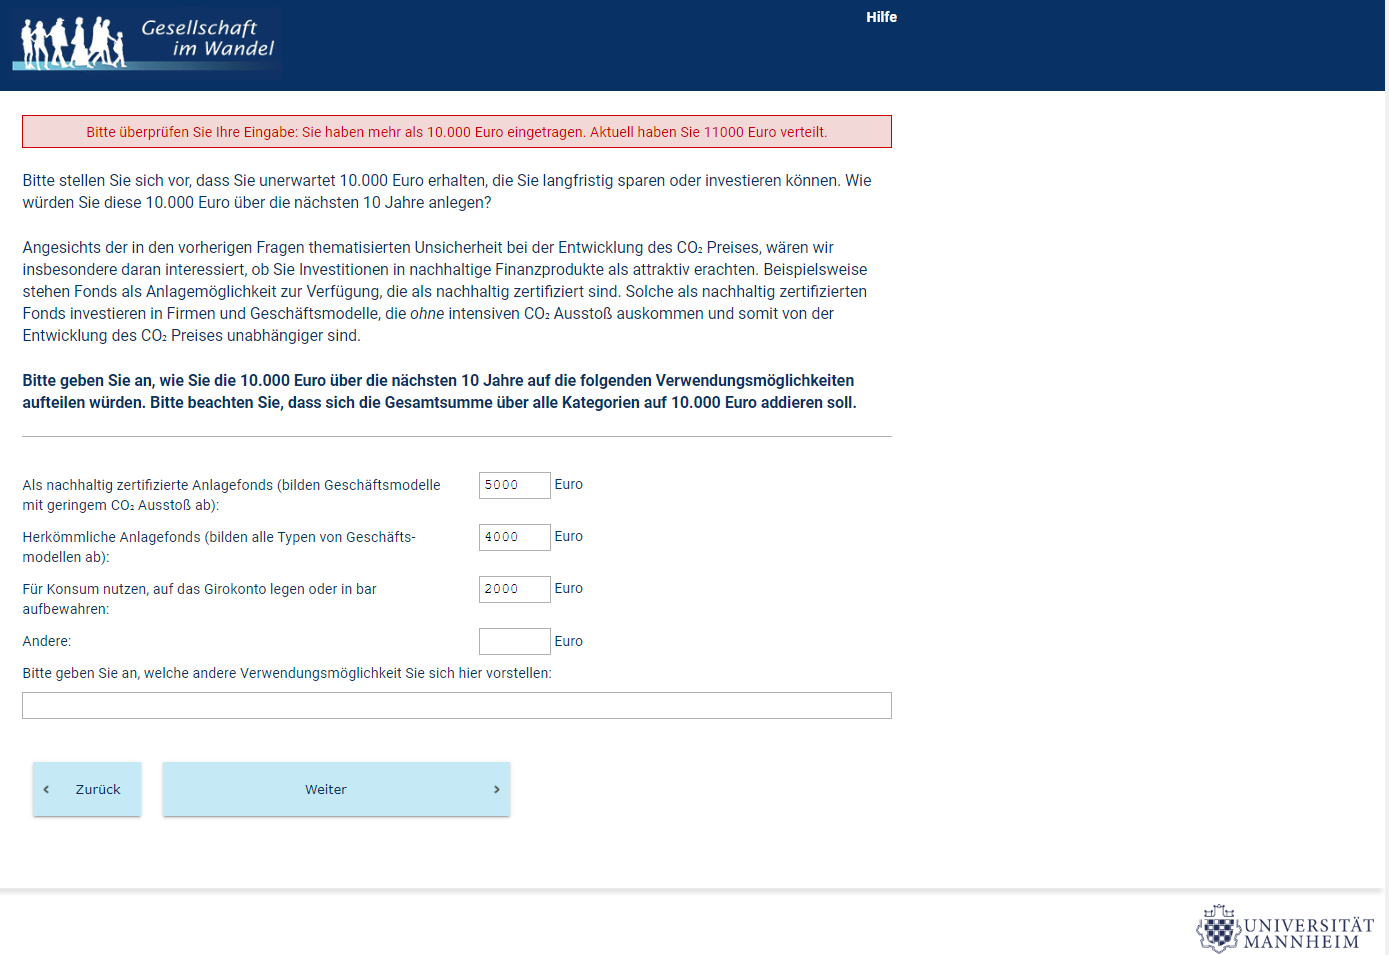 Gesellschaft
im Wandel
Hilfe
Bitte überprüfen Sie Ihre Eingabe: Sie haben mehr als 10.000 Euro eingetragen. Aktuell haben Sie 11000 Euro verteilt.
Bitte stellen Sie sich vor, dass Sie unerwartet 10.000 Euro erhalten, die Sie langfristig sparen oder investieren können. Wie
würden Sie diese 10.000 Euro über die nächsten 10 Jahre anlegen?
Angesichts der in den vorherigen Fragen thematisierten Unsicherheit bei der Entwicklung des CO₂ Preises, wären wir
insbesondere daran interessiert, ob Sie Investitionen in nachhaltige Finanzprodukte als attraktiv erachten. Beispielsweise
stehen Fonds als Anlagemöglichkeit zur Verfügung, die als nachhaltig zertifiziert sind. Solche als nachhaltig zertifizierten
Fonds investieren in Firmen und Geschäftsmodelle, die ohne intensiven CO₂ Ausstoß auskommen und somit von der
Entwicklung des CO₂ Preises unabhängiger sind.
Bitte geben Sie an, wie Sie die 10.000 Euro über die nächsten 10 Jahre auf die folgenden Verwendungsmöglichkeiten
aufteilen würden. Bitte beachten Sie, dass sich die Gesamtsumme über alle Kategorien auf 10.000 Euro addieren soll.
Als nachhaltig zertifizierte Anlagefonds (bilden Geschäftsmodelle 5000 Euro
mit geringem CO₂ Ausstoß ab):
Herkömmliche Anlagefonds (bilden alle Typen von Geschäfts- 4000 Euro
modellen ab):
Für Konsum nutzen, auf das Girokonto legen oder in bar 2000 Euro
aufbewahren:
Andere: Euro
Bitte geben Sie an, welche andere Verwendungsmöglichkeit Sie sich hier vorstellen:
‹ Zurück Weiter ›
UNIVERSITÄT
MANNHEIM